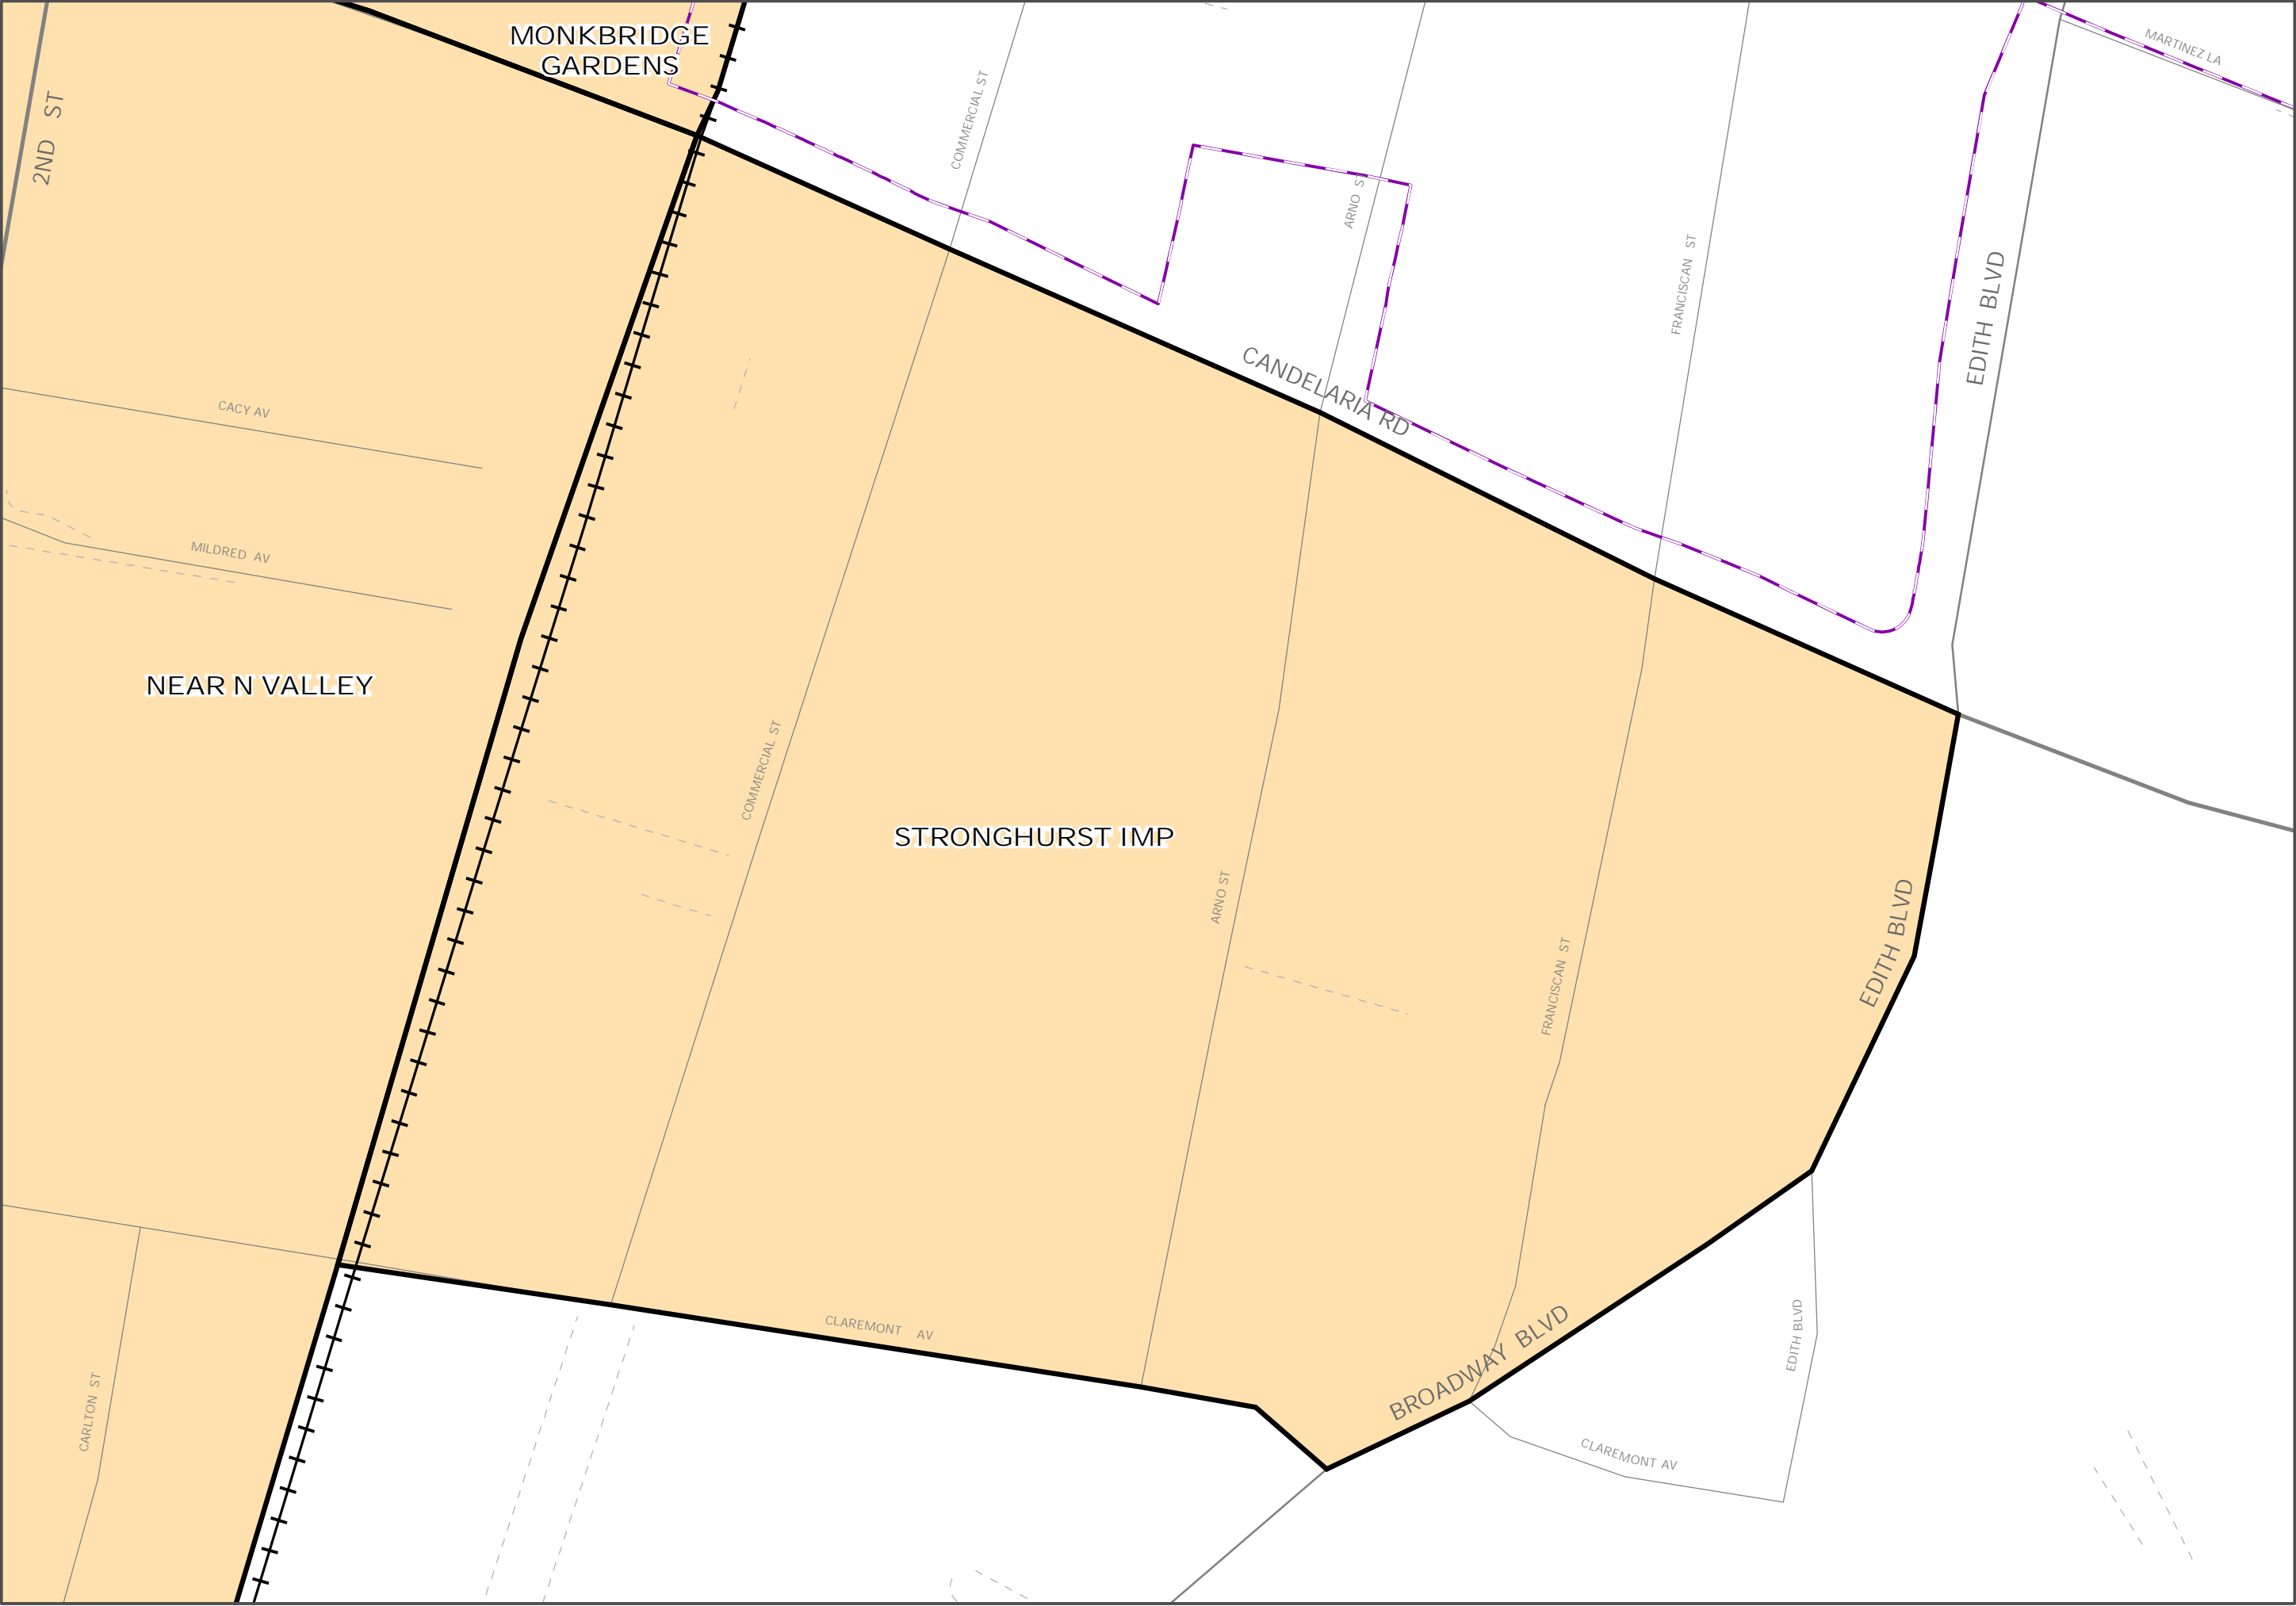 MONKBRIDGE
GARDENS
MARTINEZ LA
2ND ST
COMMERCIAL ST
ARNO ST
FRANCISCAN ST
EDITH BLVD
CANDELARIA RD
CACY AV
MILDRED AV
NEAR N VALLEY
COMMERCIAL ST
STRONGHURST IMP
ARNO ST
FRANCISCAN ST
EDITH BLVD
CLAREMONT AV
BROADWAY BLVD
EDITH BLVD
CARLTON ST
CLAREMONT AV